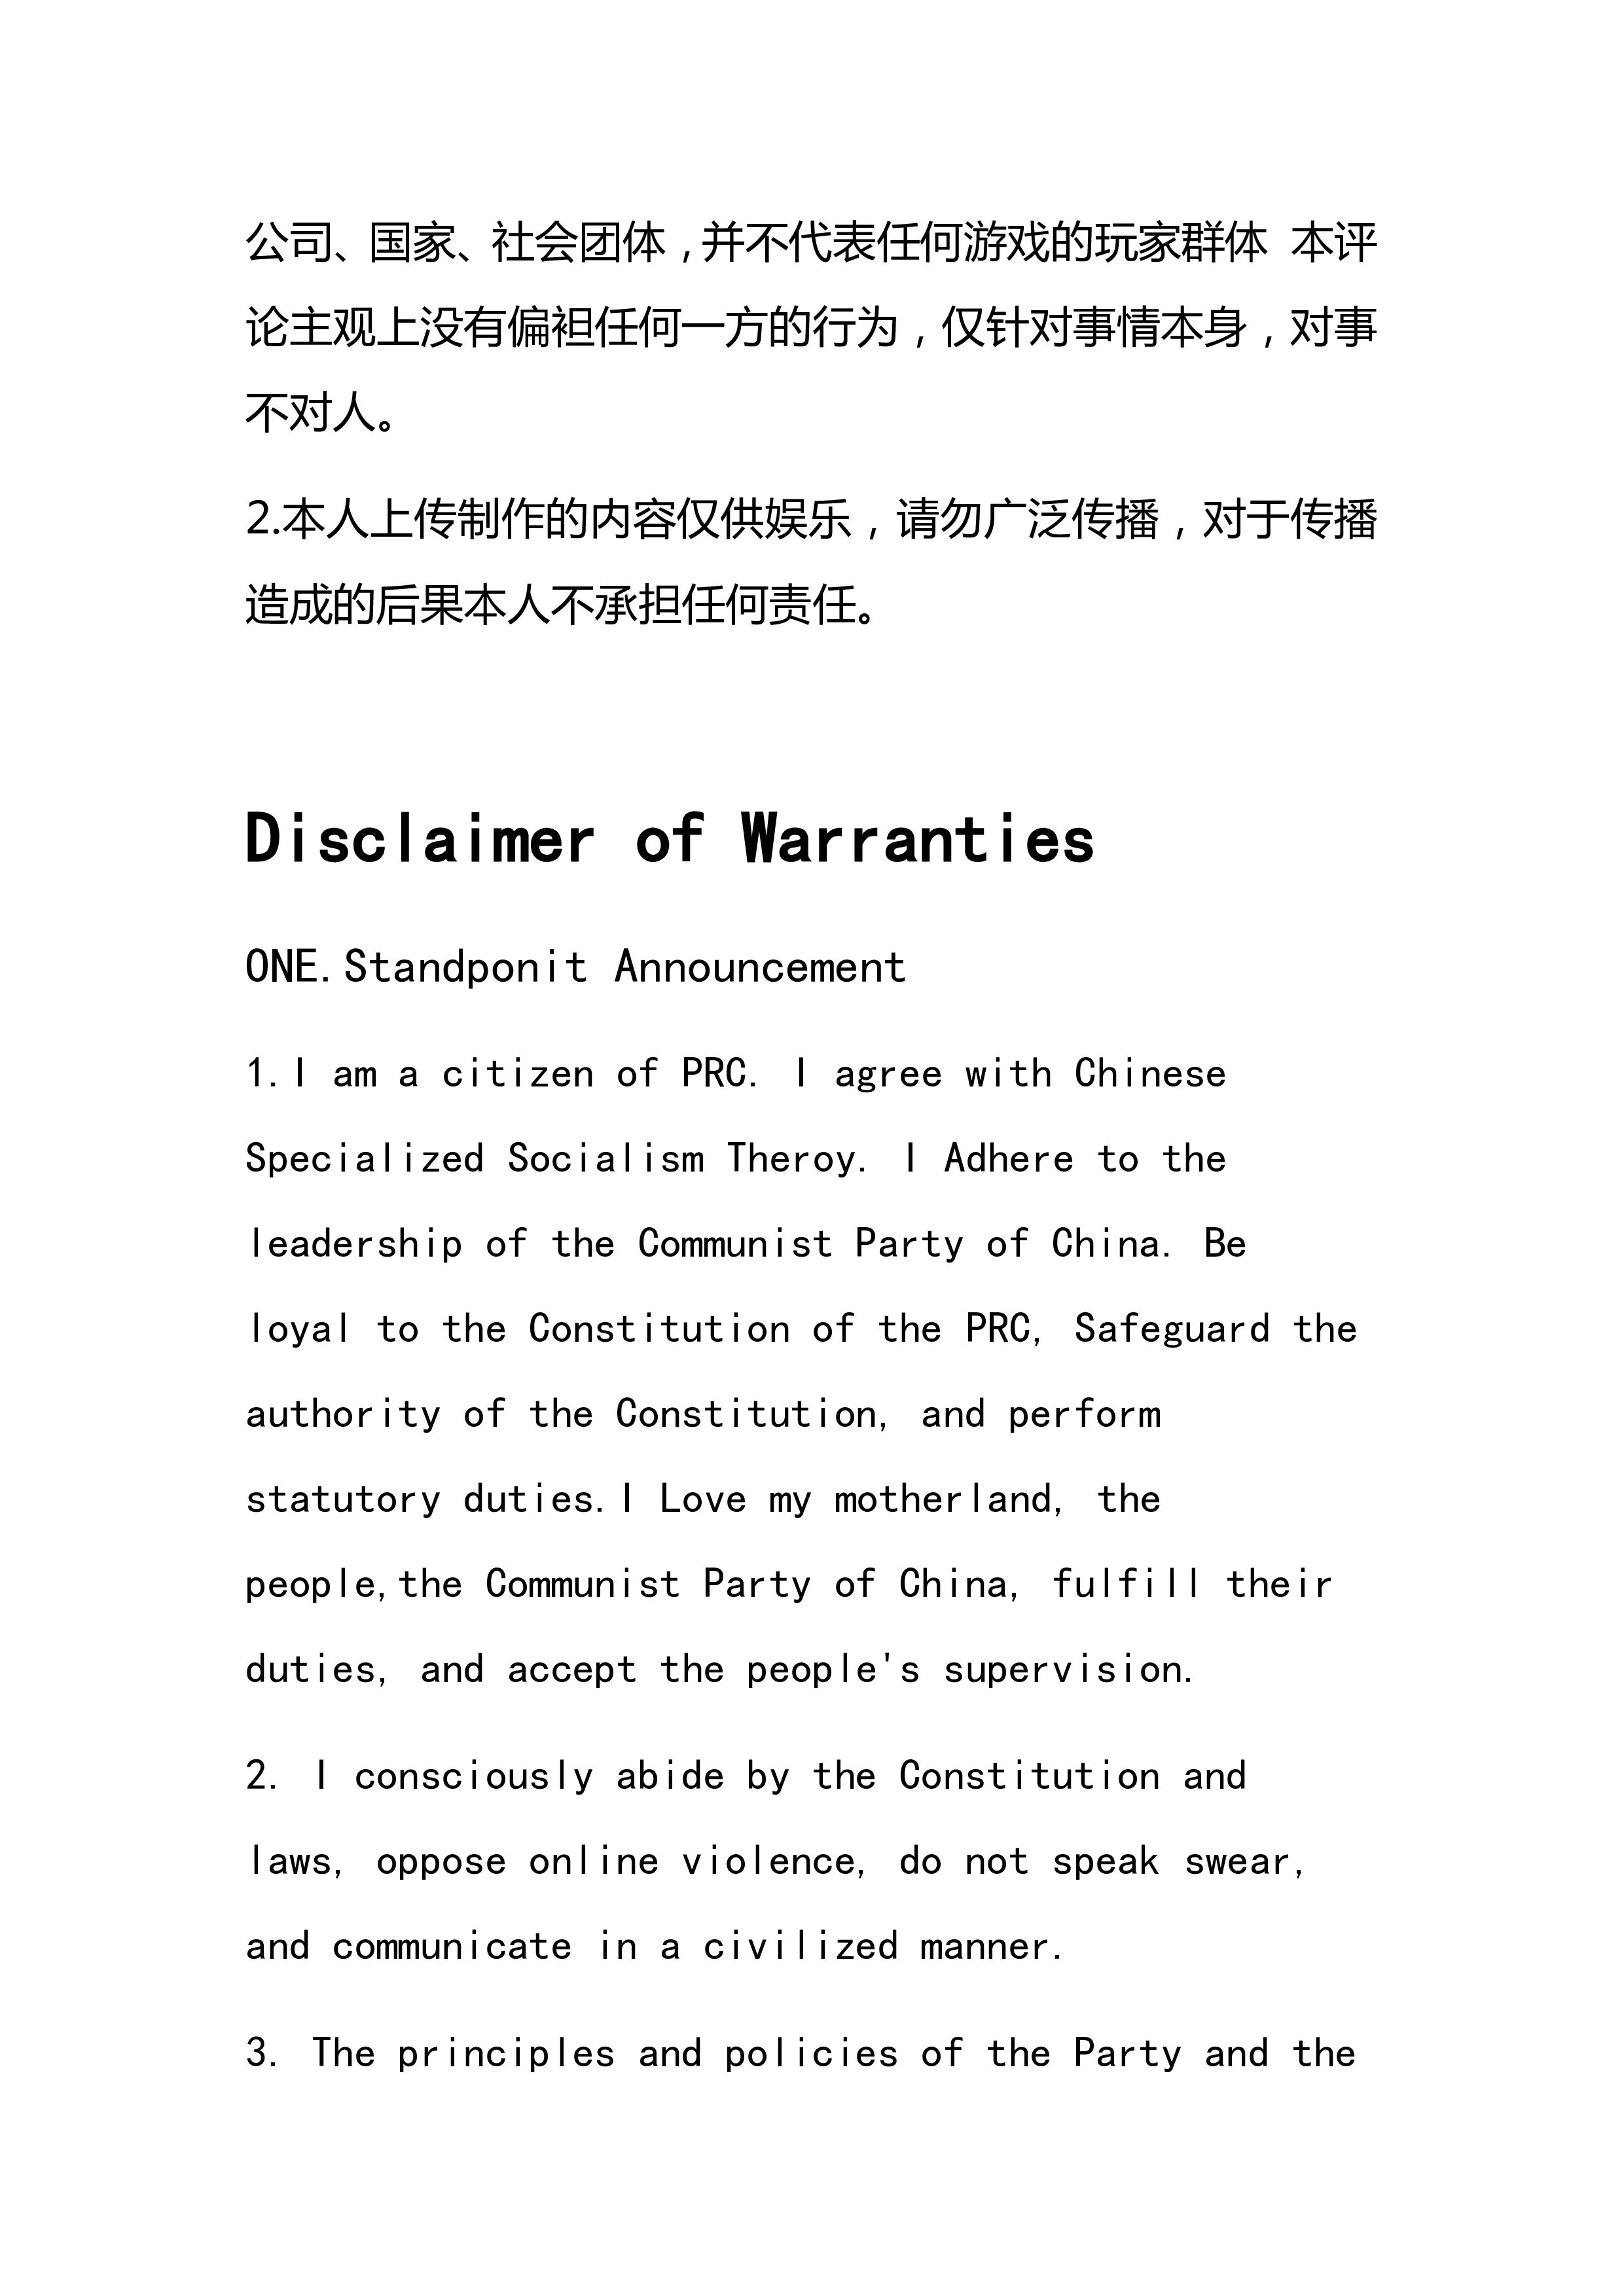 公司、国家、社会团体，并不代表任何游戏的玩家群体 本评
论主观上没有偏袒任何一方的行为，仅针对事情本身，对事
不对人。
2.本人上传制作的内容仅供娱乐，请勿广泛传播，对于传播
造成的后果本人不承担任何责任。
Disclaimer of Warranties
ONE.Standponit Announcement
1.I am a citizen of PRC. I agree with Chinese
Specialized Socialism Theroy. I Adhere to the
leadership of the Communist Party of China. Be
loyal to the Constitution of the PRC, Safeguard the
authority of the Constitution, and perform
statutory duties.I Love my motherland, the
people,the Communist Party of China, fulfill their
duties, and accept the people's supervision.
2. I consciously abide by the Constitution and
laws, oppose online violence, do not speak swear,
and communicate in a civilized manner.
3. The principles and policies of the Party and the